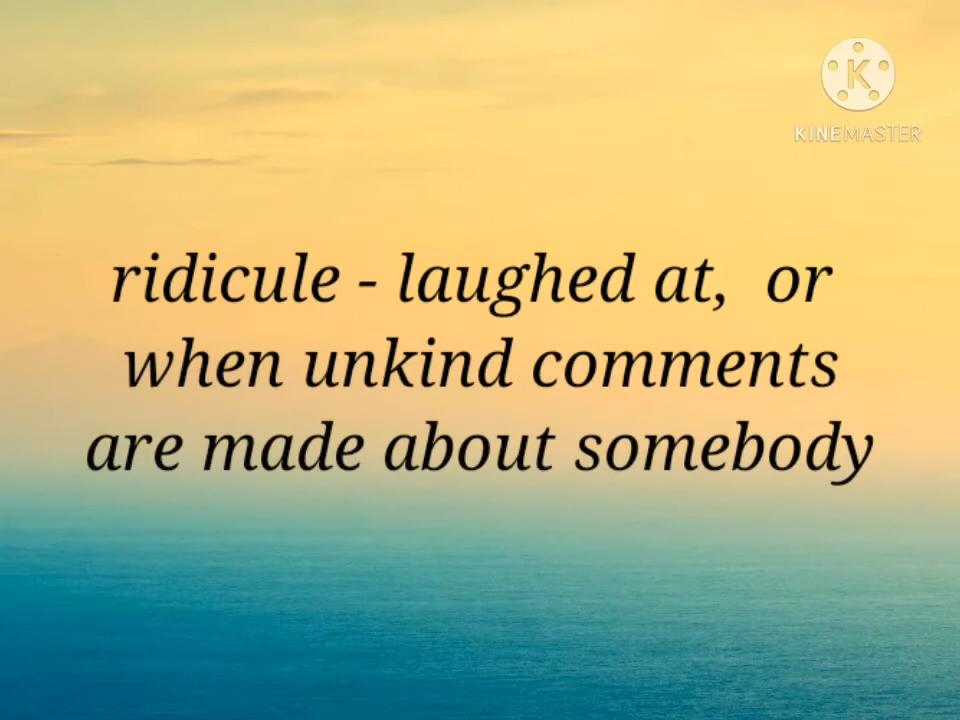 K
KINEMASTER
ridicule - laughed at, or
when unkind comments
are made about somebody